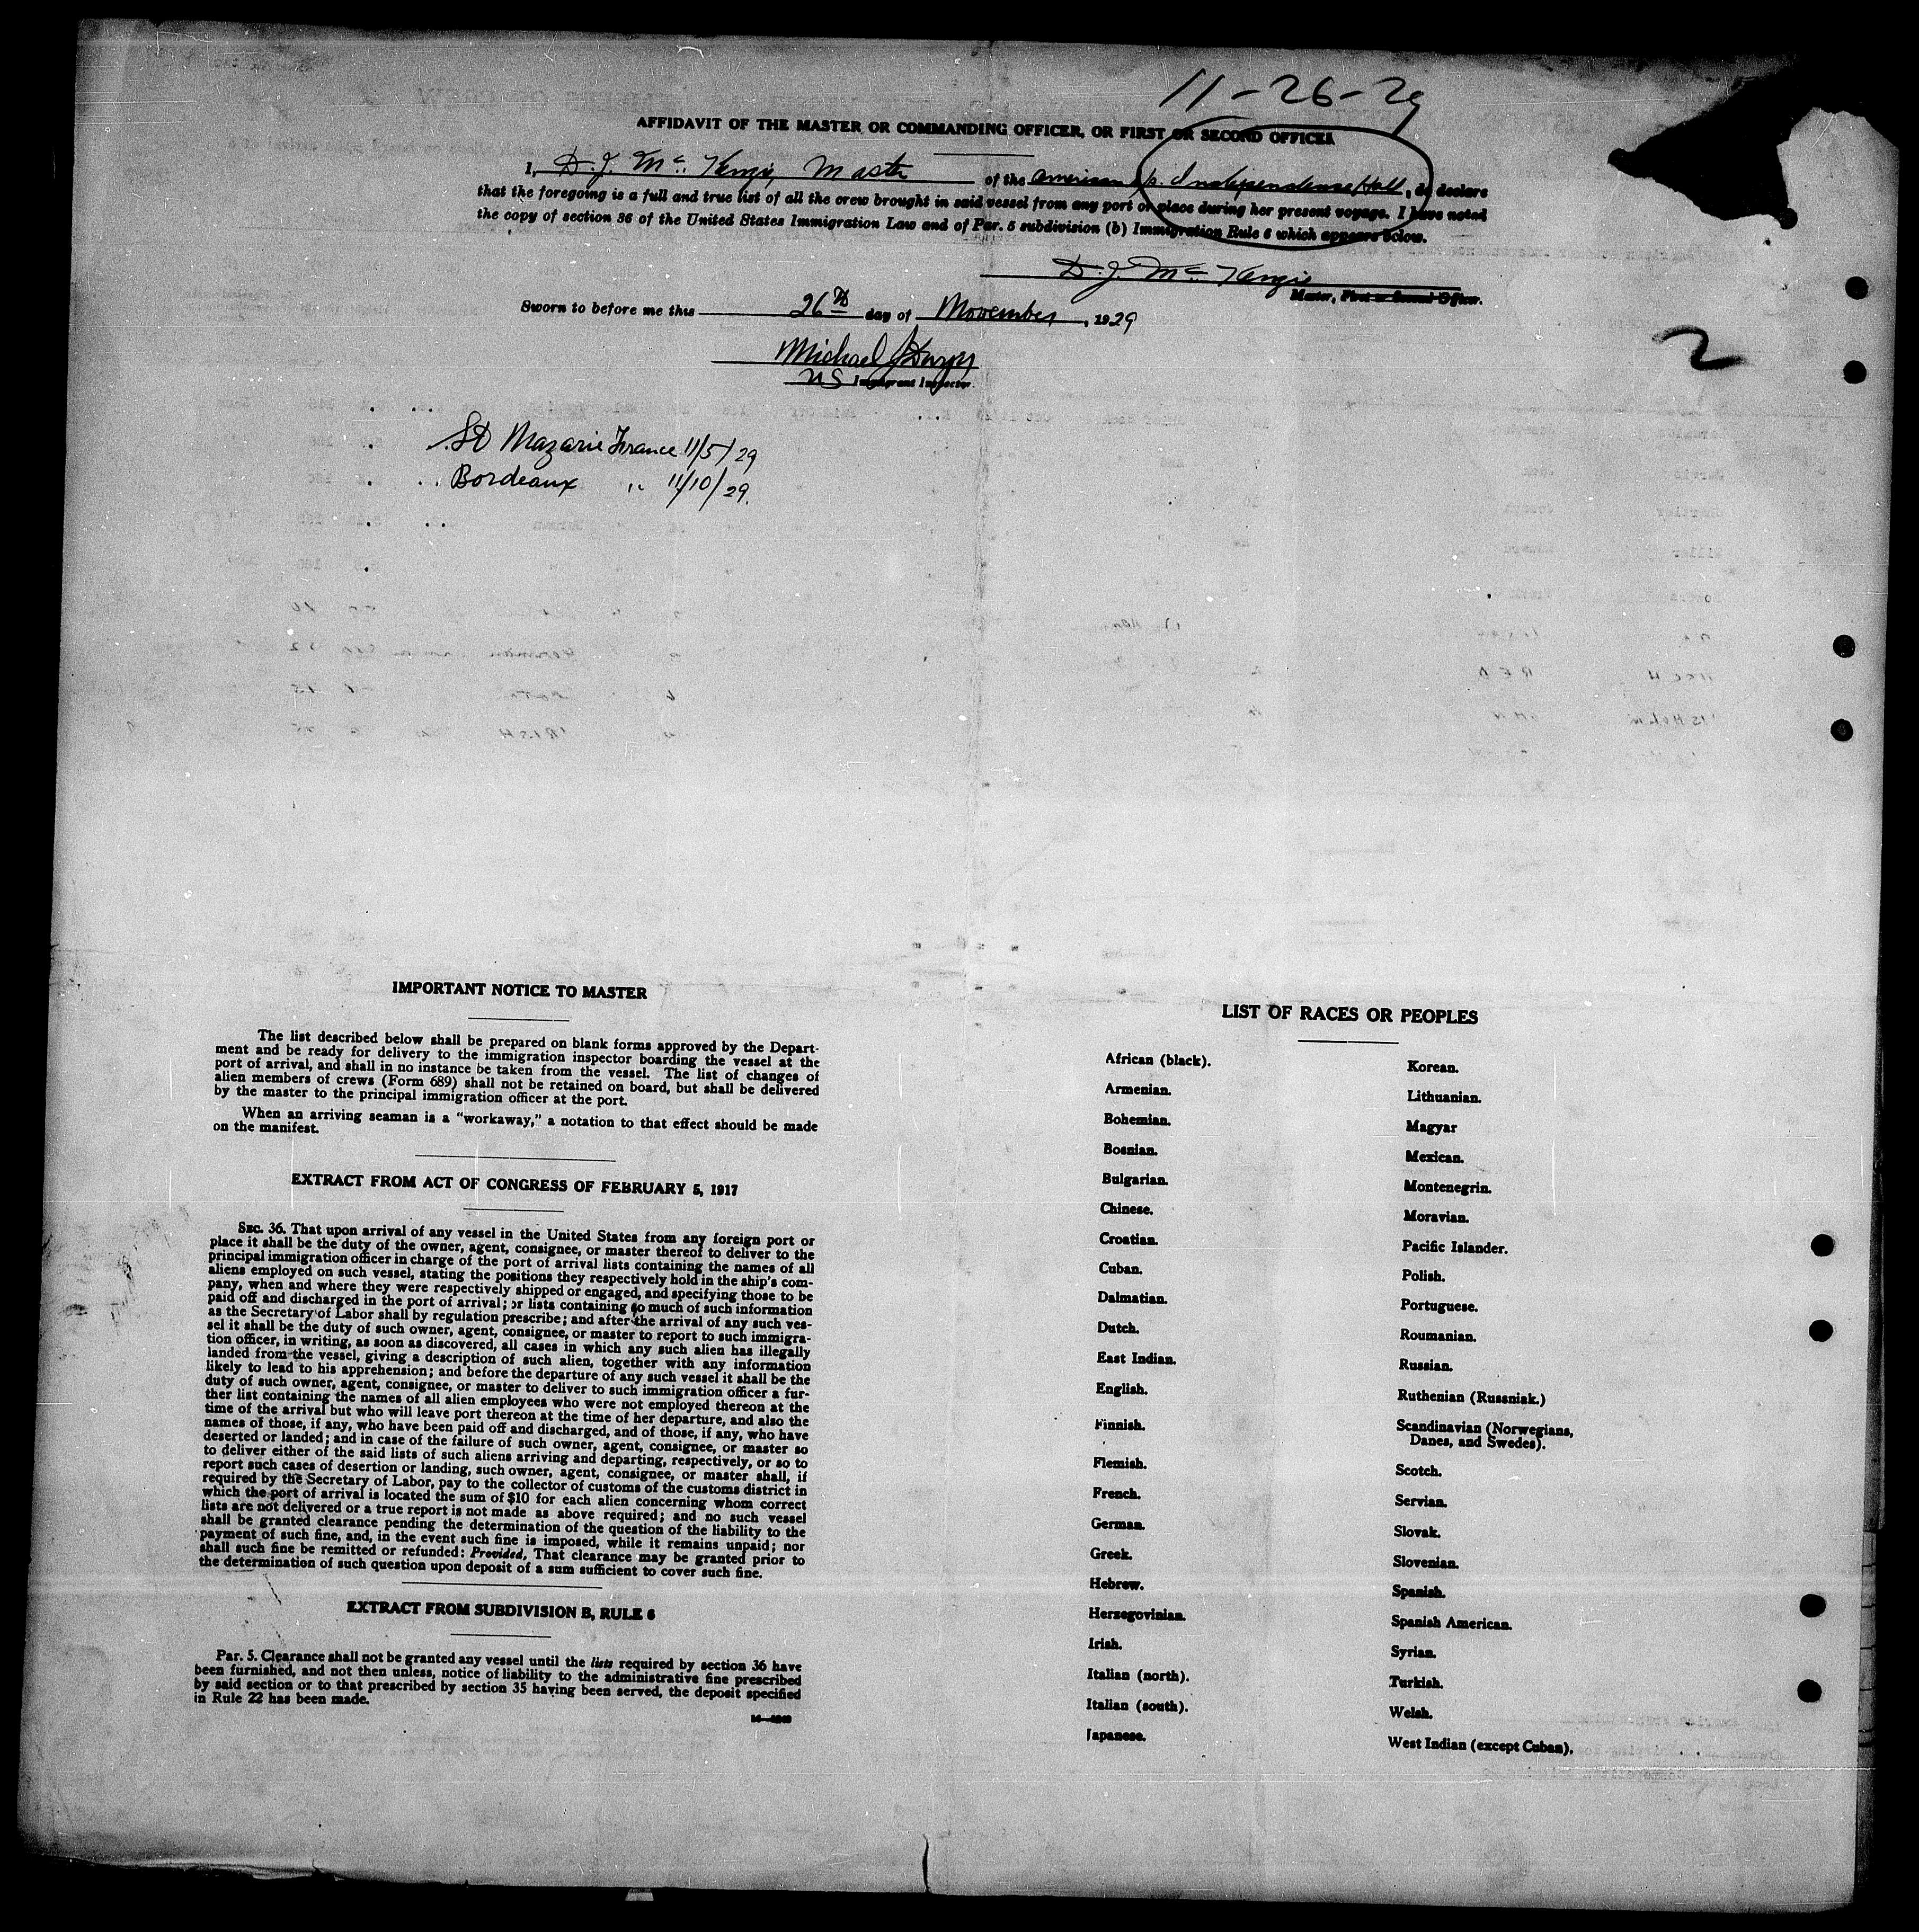 11-26-29
AFFIDAVIT OF THE MASTER OR COMMANDING OFFICER, OR FIRST OR SECOND OFFICER
I, D. J. Mc Kenzie, Master of the American s/s. Independence Hall, do declare
that the foregoing is a full and true list of all the crew brought in said vessel from any port or place during her present voyage. I have noted
the copy of section 36 of the United States Immigration Law and of Par. 5 subdivision (b) Immigration Rule 6 which appears below.
D. J. Mc Kenzie
Master, First or Second Officer.
Sworn to before me this 26th day of November, 1929
2
Michael
US Immigrant Inspector.
St Nazarie France 11/5/29
Bordeaux " 11/10/29.
IMPORTANT NOTICE TO MASTER
The list described below shall be prepared on blank forms approved by the Depart-
ment and be ready for delivery to the immigration inspector boarding the vessel at the
port of arrival, and shall in no instance be taken from the vessel. The list of changes of
alien members of crews (Form 689) shall not be retained on board, but shall be delivered
by the master to the principal immigration officer at the port.
When an arriving seaman is a "workaway," a notation to that effect should be made
on the manifest.
EXTRACT FROM ACT OF CONGRESS OF FEBRUARY 5, 1917
SEC. 36. That upon arrival of any vessel in the United States from any foreign port or
place it shall be the duty of the owner, agent, consignee, or master thereof to deliver to the
principal immigration officer in charge of the port of arrival lists containing the names of all
aliens employed on such vessel, stating the positions they respectively hold in the ship's com-
pany, when and where they were respectively shipped or engaged, and specifying those to be
paid off and discharged in the port of arrival; or lists containing so much of such information
as the Secretary of Labor shall by regulation prescribe; and after the arrival of any such ves-
sel it shall be the duty of such owner, agent, consignee, or master to report to such immigra-
tion officer, in writing, as soon as discovered, all cases in which any such alien has illegally
landed from the vessel, giving a description of such alien, together with any information
likely to lead to his apprehension; and before the departure of any such vessel it shall be the
duty of such owner, agent, consignee, or master to deliver to such immigration officer a fur-
ther list containing the names of all alien employees who were not employed thereon at the
time of the arrival but who will leave port thereon at the time of her departure, and also the
names of those, if any, who have been paid off and discharged, and of those, if any, who have
deserted or landed; and in case of the failure of such owner, agent, consignee, or master so
to deliver either of the said lists of such aliens arriving and departing, respectively, or so to
report such cases of desertion or landing, such owner, agent, consignee, or master shall, if
required by the Secretary of Labor, pay to the collector of customs of the customs district in
which the port of arrival is located the sum of $10 for each alien concerning whom correct
lists are not delivered or a true report is not made as above required; and no such vessel
shall be granted clearance pending the determination of the question of the liability to the
payment of such fine, and, in the event such fine is imposed, while it remains unpaid; nor
shall such fine be remitted or refunded: Provided, That clearance may be granted prior to
the determination of such question upon deposit of a sum sufficient to cover such fine.
EXTRACT FROM SUBDIVISION B, RULE 6
Par. 5. Clearance shall not be granted any vessel until the lists required by section 36 have
been furnished, and not then unless, notice of liability to the administrative fine prescribed
by said section or to that prescribed by section 35 having been served, the deposit specified
in Rule 22 has been made.
LIST OF RACES OR PEOPLES
African (black).
Armenian.
Bohemian.
Bosnian.
Bulgarian.
Chinese.
Croatian.
Cuban.
Dalmatian.
Dutch.
East Indian.
English.
Finnish.
Flemish.
French.
German.
Greek.
Hebrew.
Herzegovinian.
Irish.
Italian (north).
Italian (south).
Japanese.
Korean.
Lithuanian.
Magyar
Mexican.
Montenegrin.
Moravian.
Pacific Islander.
Polish.
Portuguese.
Roumanian.
Russian.
Ruthenian (Russniak.)
Scandinavian (Norwegians,
Danes, and Swedes).
Scotch.
Servian.
Slovak.
Slovenian.
Spanish.
Spanish American.
Syrian.
Turkish.
Welsh.
West Indian (except Cuban).